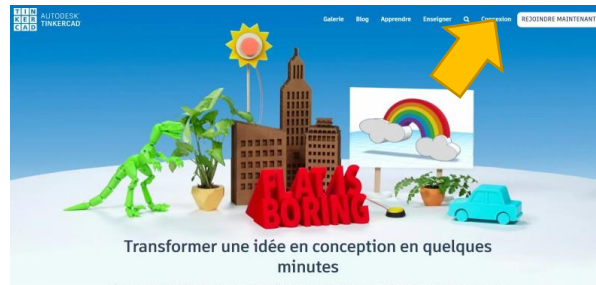 TIN
KER
CAD
AUTODESK
TINKERCAD
Galerie Blog Apprendre Enseigner Connexion REJOINDRE MAINTENANT
FLAT IS
BORING
Transformer une idée en conception en quelques
minutes